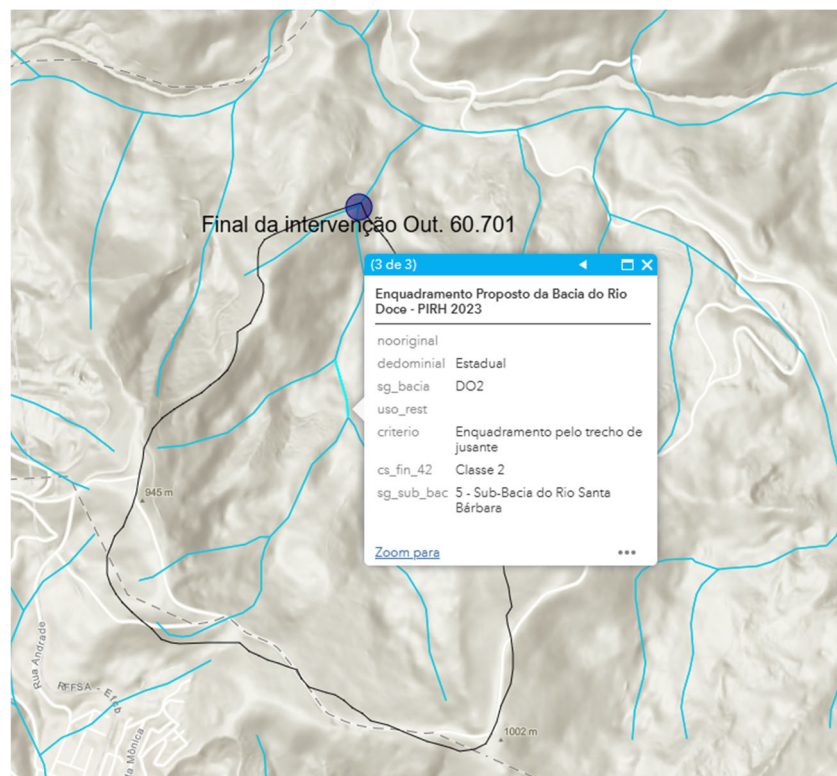 Final da intervenção Out. 60.701
(3 de 3)
Enquadramento Proposto da Bacia do Rio
Doce - PIRH 2023
nooriginal
dedominial Estadual
sg_bacia DO2
uso_rest
criterio Enquadramento pelo trecho de
jusante
cs_fin_42 Classe 2
sg_sub_bac 5 - Sub-Bacia do Rio Santa
Bárbara
Zoom para
945 m
Rua Andrade
RFFSA - Efcb
Mônica
1002 m